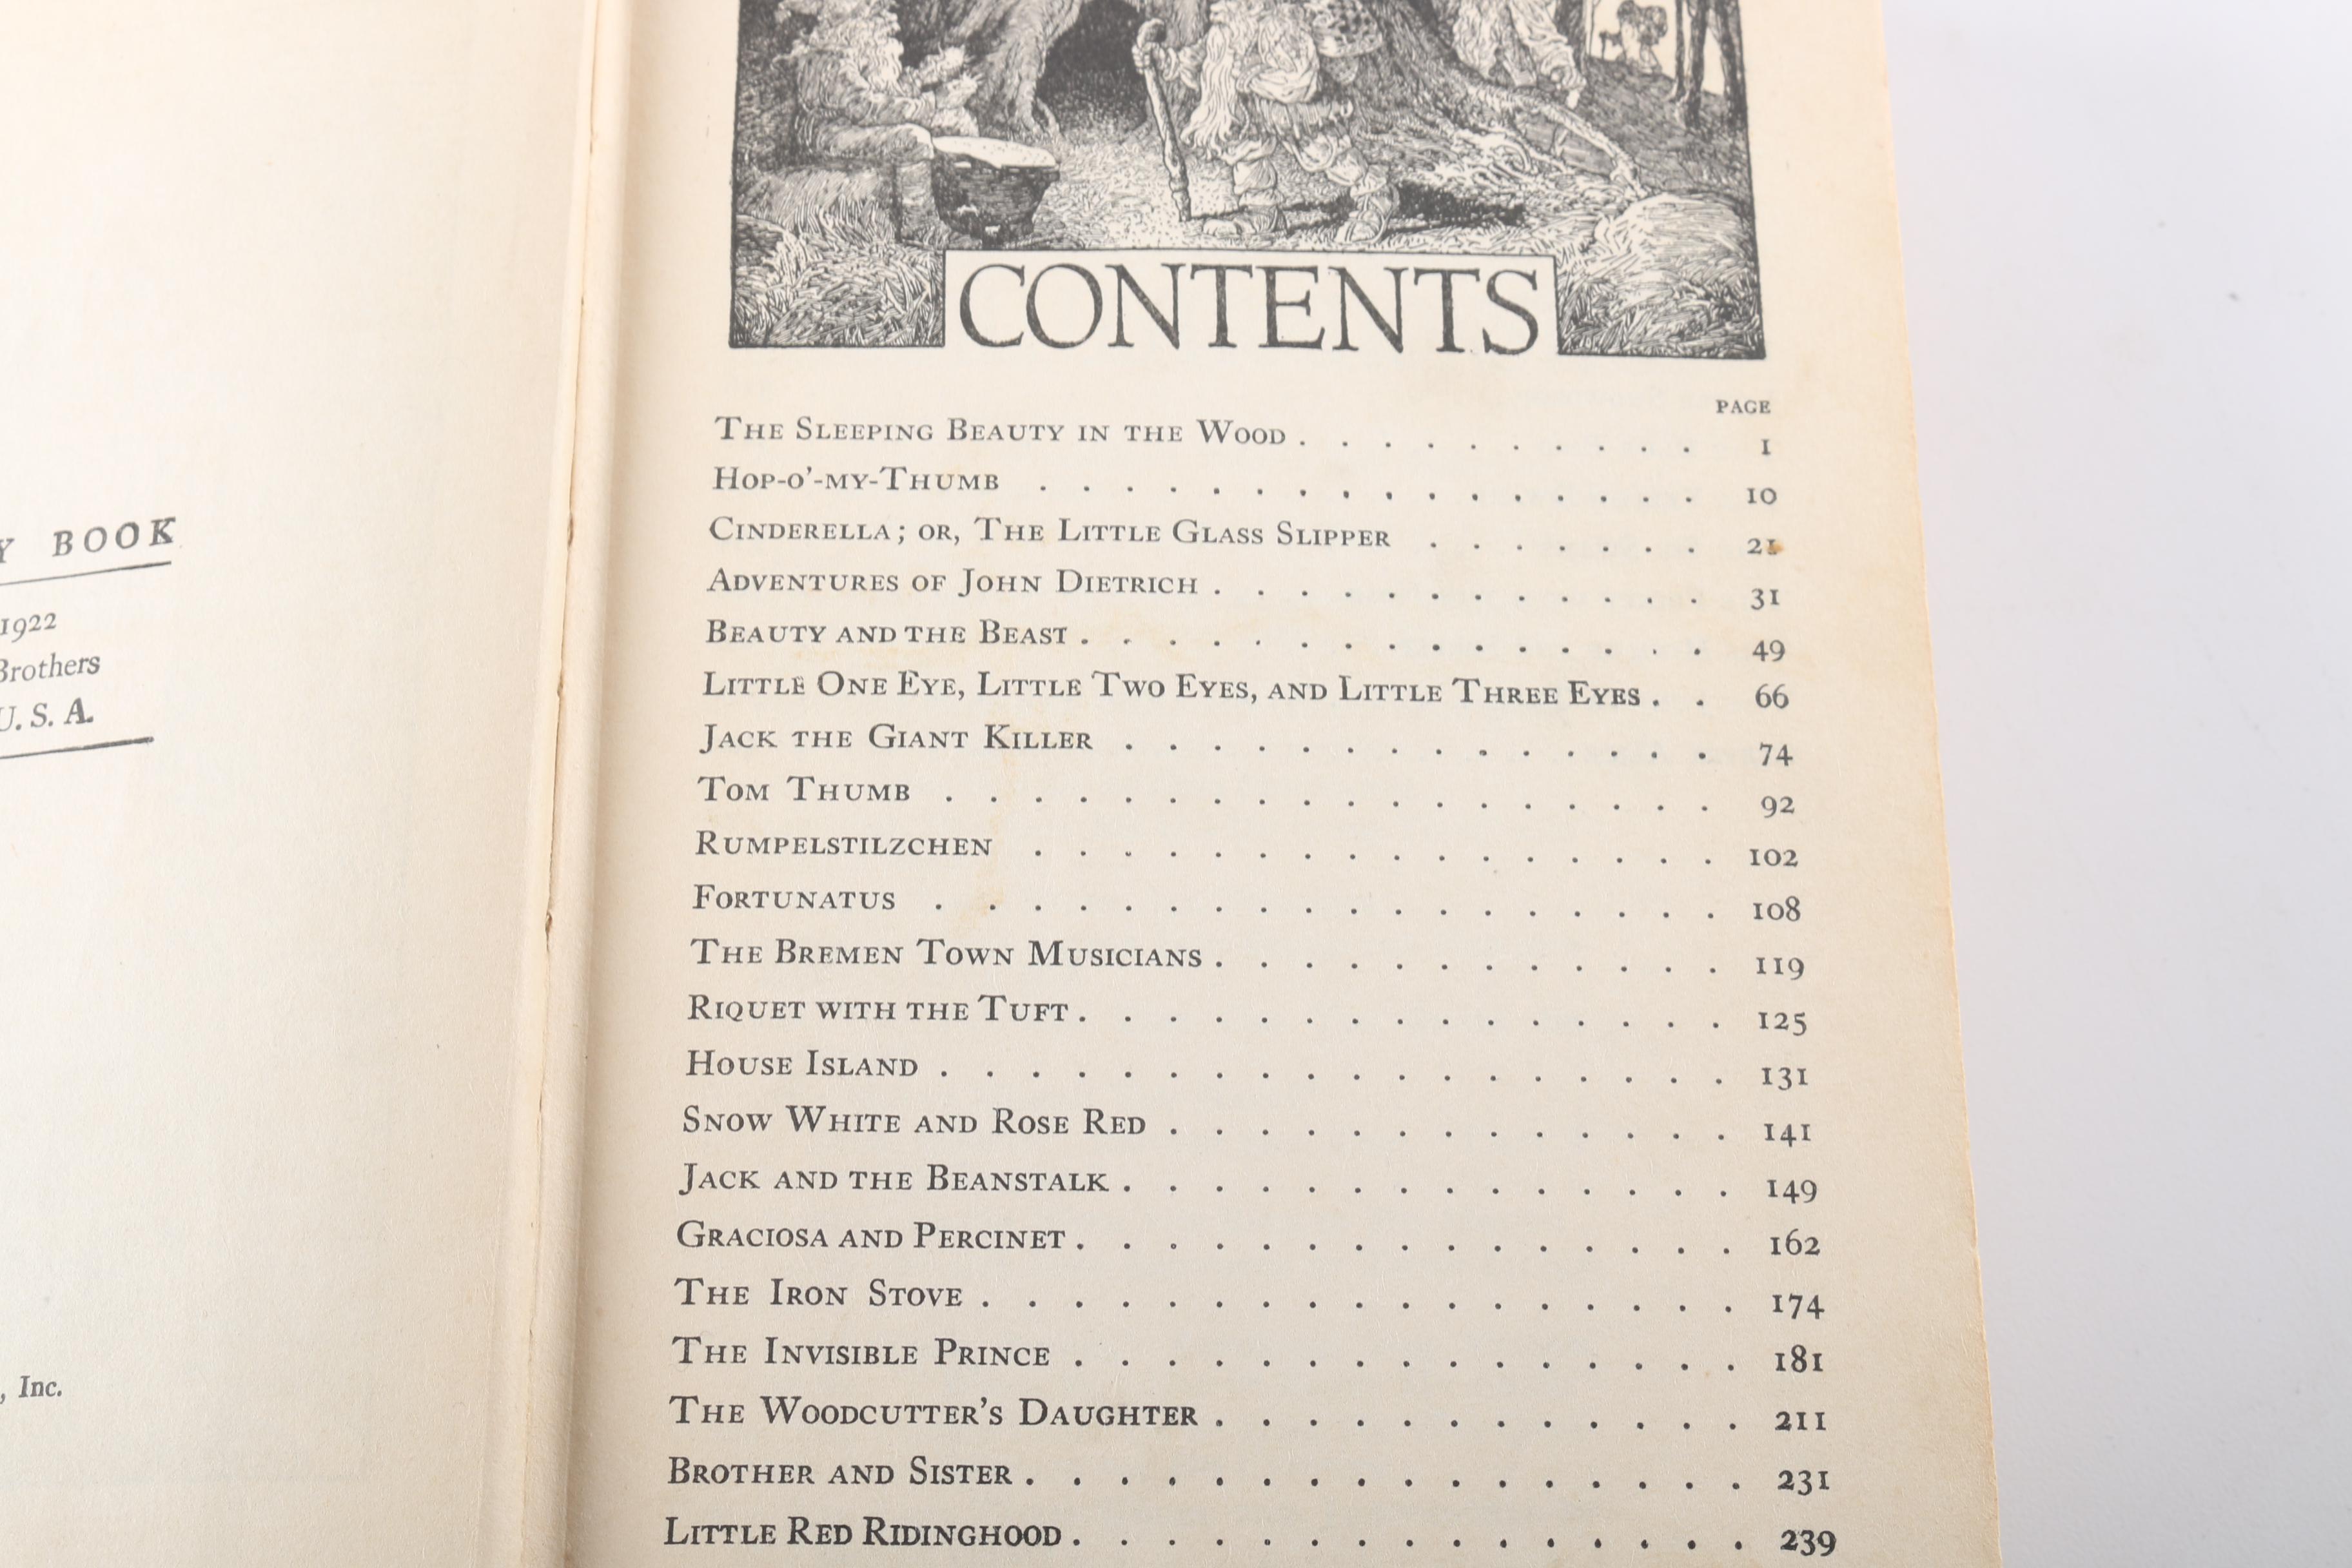 BOOK
1922
Brothers
U. S. A.
, Inc.
CONTENTS
PAGE
THE SLEEPING BEAUTY IN THE WOOD . . . . . . . . . . 1
HOP-O'-MY-THUMB . . . . . . . . . . . . . . . . 10
CINDERELLA; OR, THE LITTLE GLASS SLIPPER . . . . . . . 21
ADVENTURES OF JOHN DIETRICH . . . . . . . . . . . . 31
BEAUTY AND THE BEAST . . . . . . . . . . . . . . . 49
LITTLE ONE EYE, LITTLE TWO EYES, AND LITTLE THREE EYES . . 66
JACK THE GIANT KILLER . . . . . . . . . . . . . . 74
TOM THUMB . . . . . . . . . . . . . . . . . . 92
RUMPELSTILZCHEN . . . . . . . . . . . . . . . . 102
FORTUNATUS . . . . . . . . . . . . . . . . . . 108
THE BREMEN TOWN MUSICIANS . . . . . . . . . . . . 119
RIQUET WITH THE TUFT . . . . . . . . . . . . . . . 125
HOUSE ISLAND . . . . . . . . . . . . . . . . . . 131
SNOW WHITE AND ROSE RED . . . . . . . . . . . . . 141
JACK AND THE BEANSTALK . . . . . . . . . . . . . . 149
GRACIOSA AND PERCINET . . . . . . . . . . . . . . . 162
THE IRON STOVE . . . . . . . . . . . . . . . . . 174
THE INVISIBLE PRINCE . . . . . . . . . . . . . . . 181
THE WOODCUTTER'S DAUGHTER . . . . . . . . . . . . 211
BROTHER AND SISTER . . . . . . . . . . . . . . . . 231
LITTLE RED RIDINGHOOD . . . . . . . . . . . . . . . 239